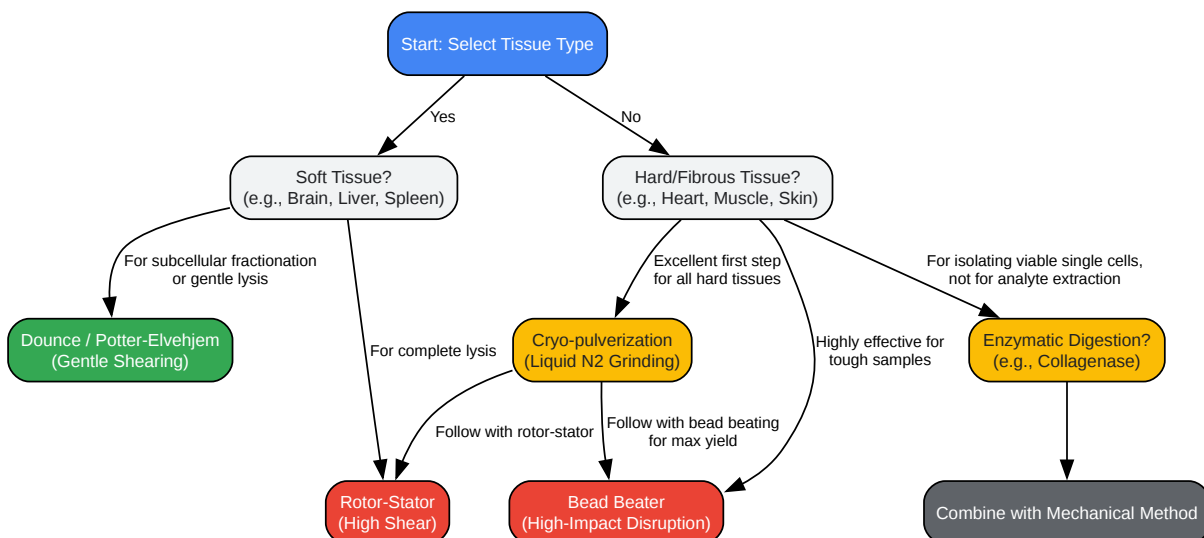 Start: Select Tissue Type
Yes
No
Soft Tissue?
(e.g., Brain, Liver, Spleen)
Hard/Fibrous Tissue?
(e.g., Heart, Muscle, Skin)
For subcellular fractionation
or gentle lysis
Excellent first step
for all hard tissues
For isolating viable single cells,
not for analyte extraction
Dounce / Potter-Elvehjem
(Gentle Shearing)
For complete lysis
Cryo-pulverization
(Liquid N2 Grinding)
Highly effective for
tough samples
Enzymatic Digestion?
(e.g., Collagenase)
Follow with rotor-stator
Follow with bead beating
for max yield
Rotor-Stator
(High Shear)
Bead Beater
(High-Impact Disruption)
Combine with Mechanical Method